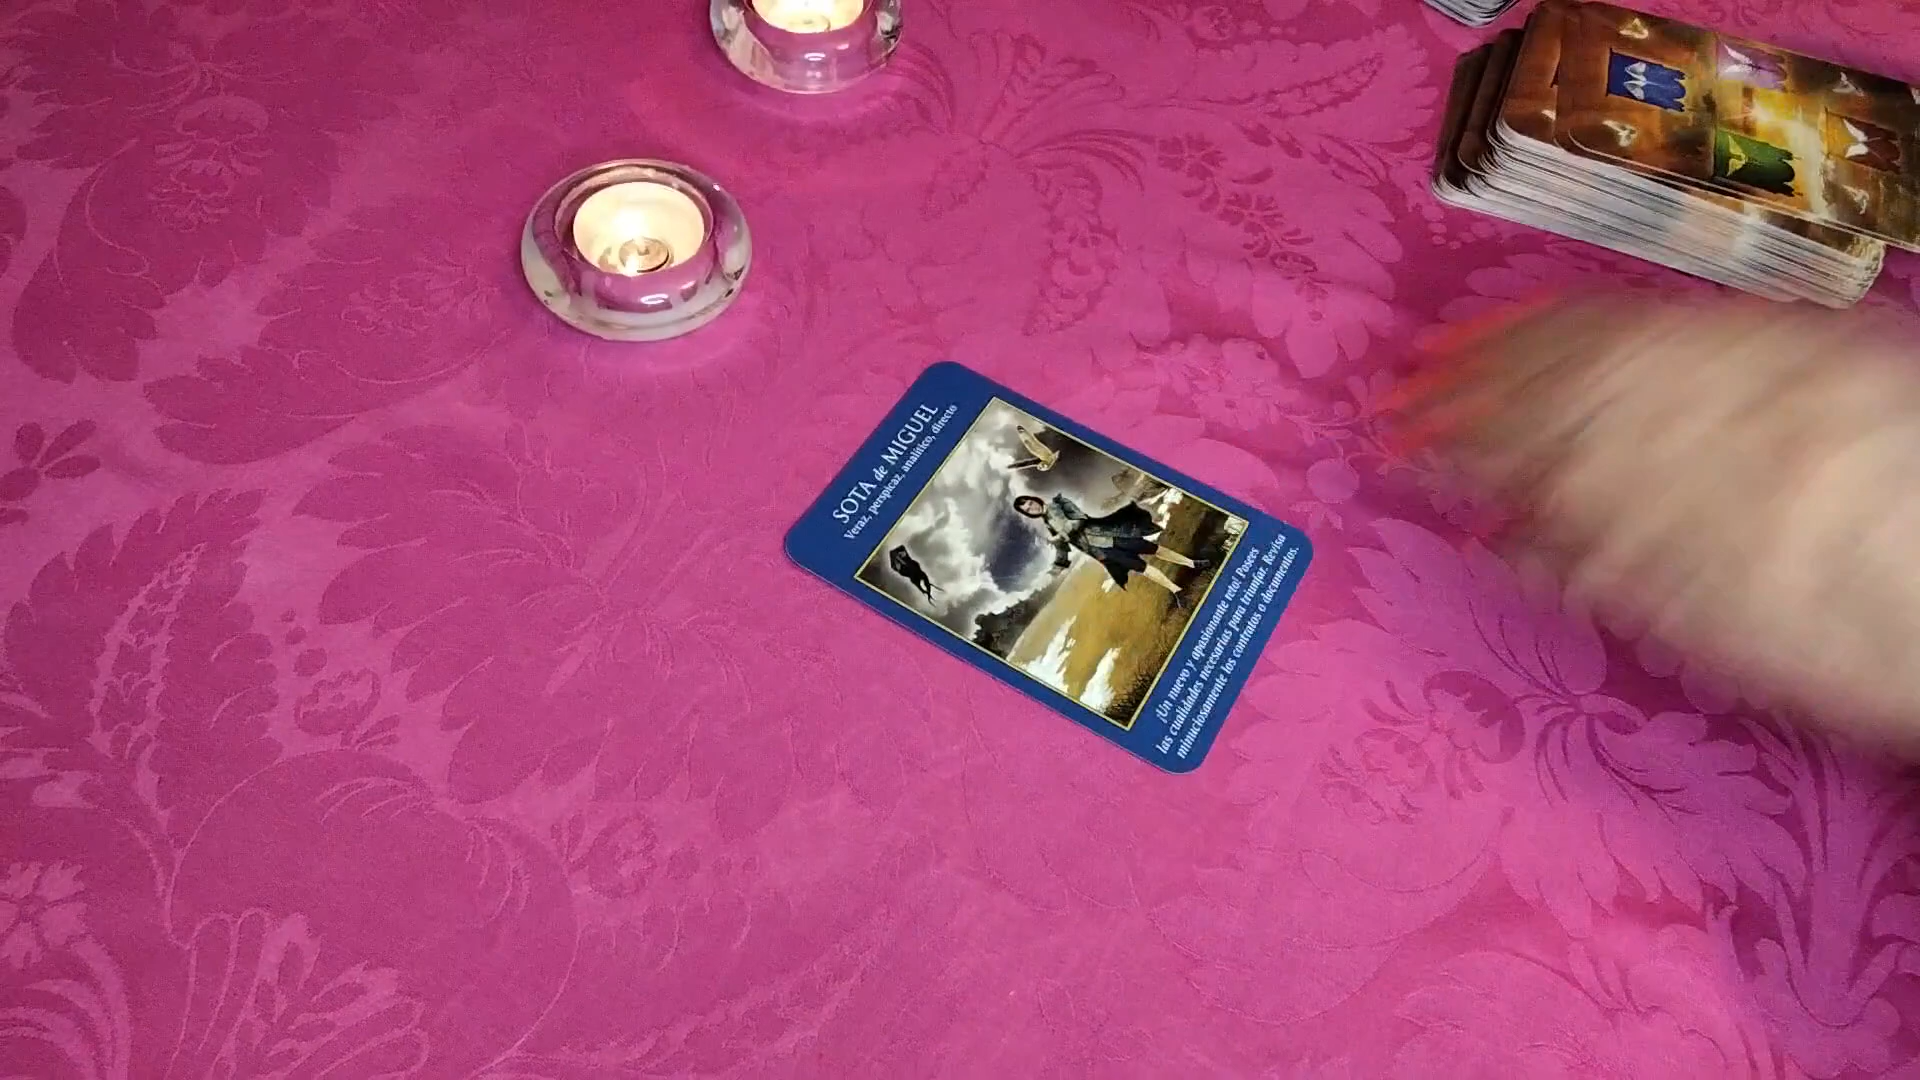 SOTA de MIGUEL
Veraz, perspicaz, analítico, directo
¡Un nuevo y apasionante reto! Posees
las cualidades necesarias para triunfar. Revisa
minuciosamente los contratos o documentos.